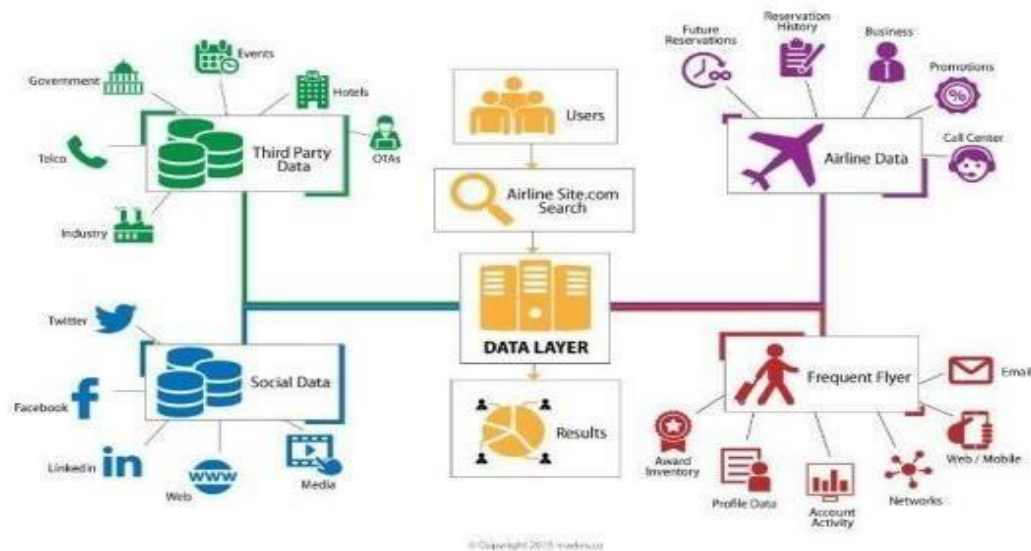 Government
Events
Hotels
Telco
Third Party
Data
OTAs
Industry
Users
Airline Site.com
Search
Future
Reservations
Reservation
History
Business
Promotions
Airline Data
Call Center
DATA LAYER
Twitter
Social Data
Facebook
Linkedin
www
Web
Media
Results
Frequent Flyer
Email
Award
Inventory
Profile Data
Account
Activity
Networks
Web / Mobile
© Copyright